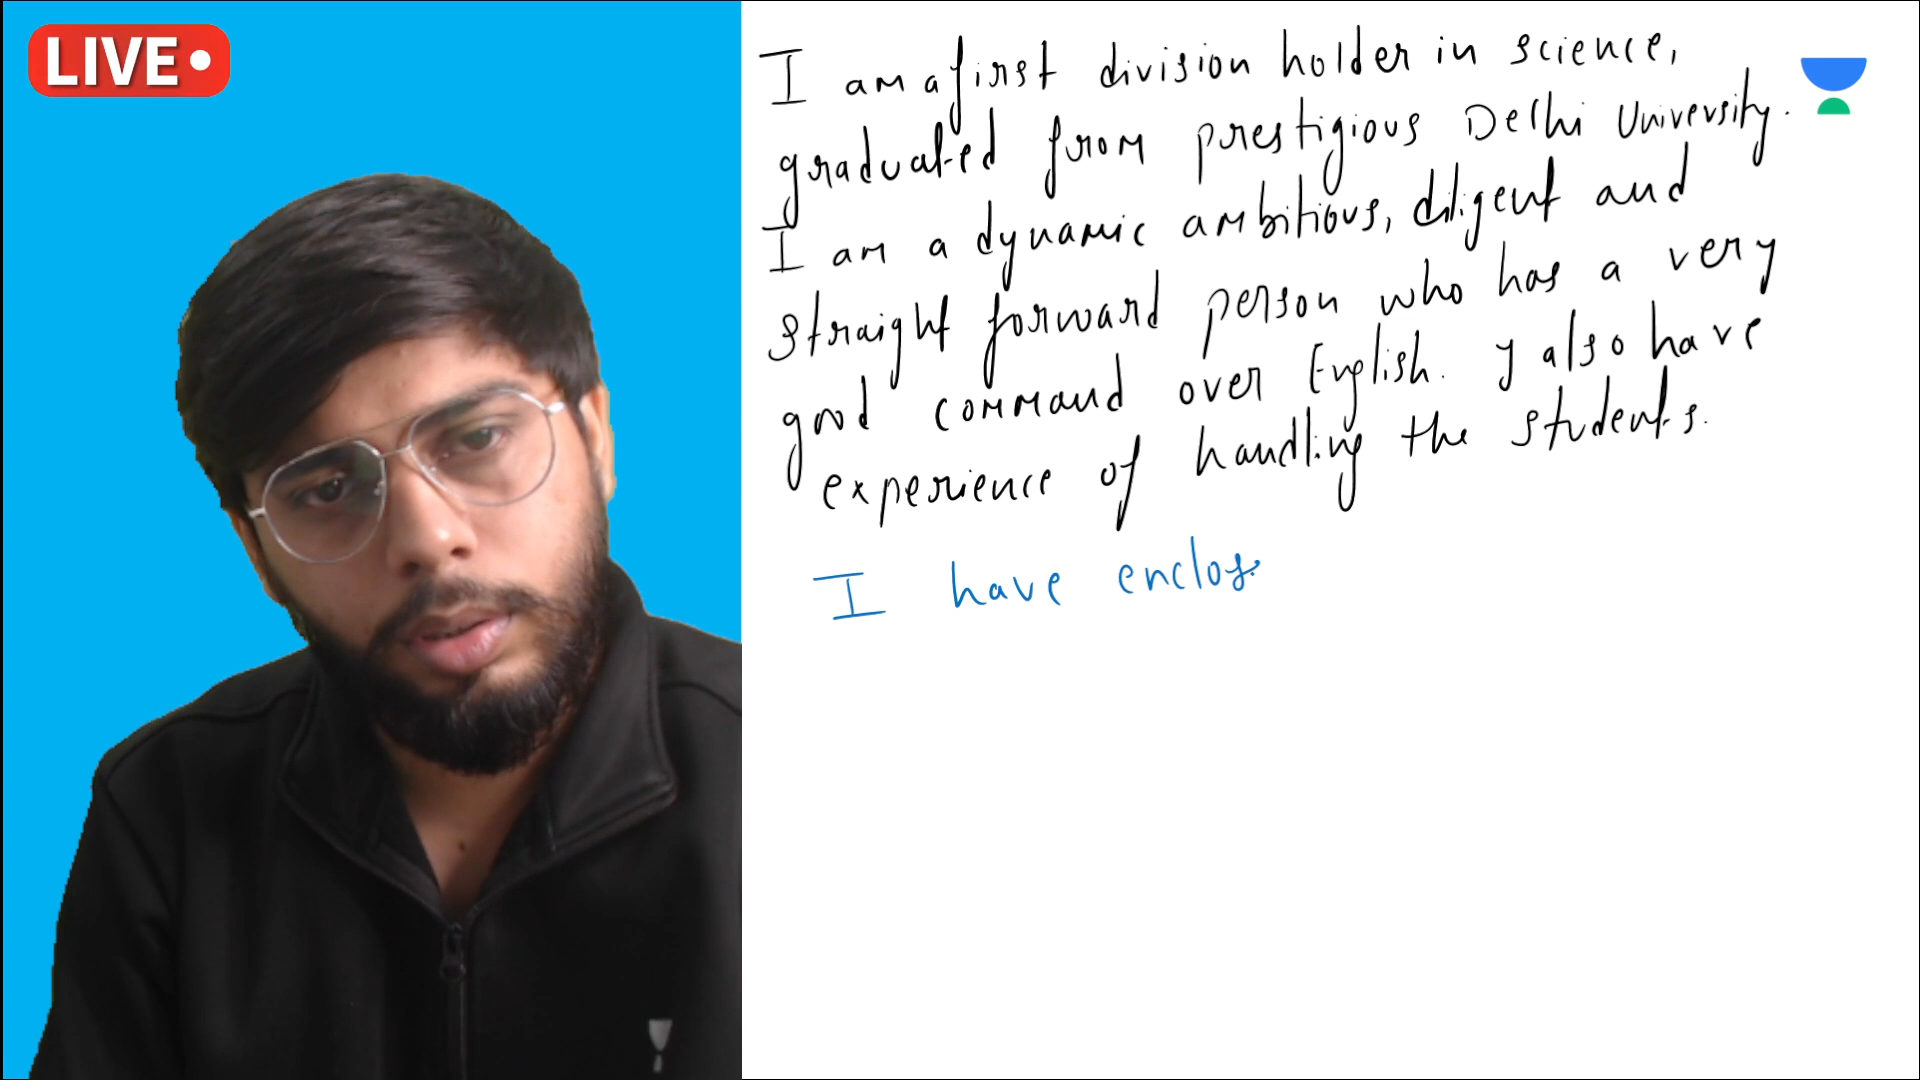 LIVE
I am a first division holder in science,
graduated from prestigious Delhi University.
I am a dynamic ambitious, diligent and
straight forward person who has a very
good command over English. I also have
experience of handling the students.
I have enclos